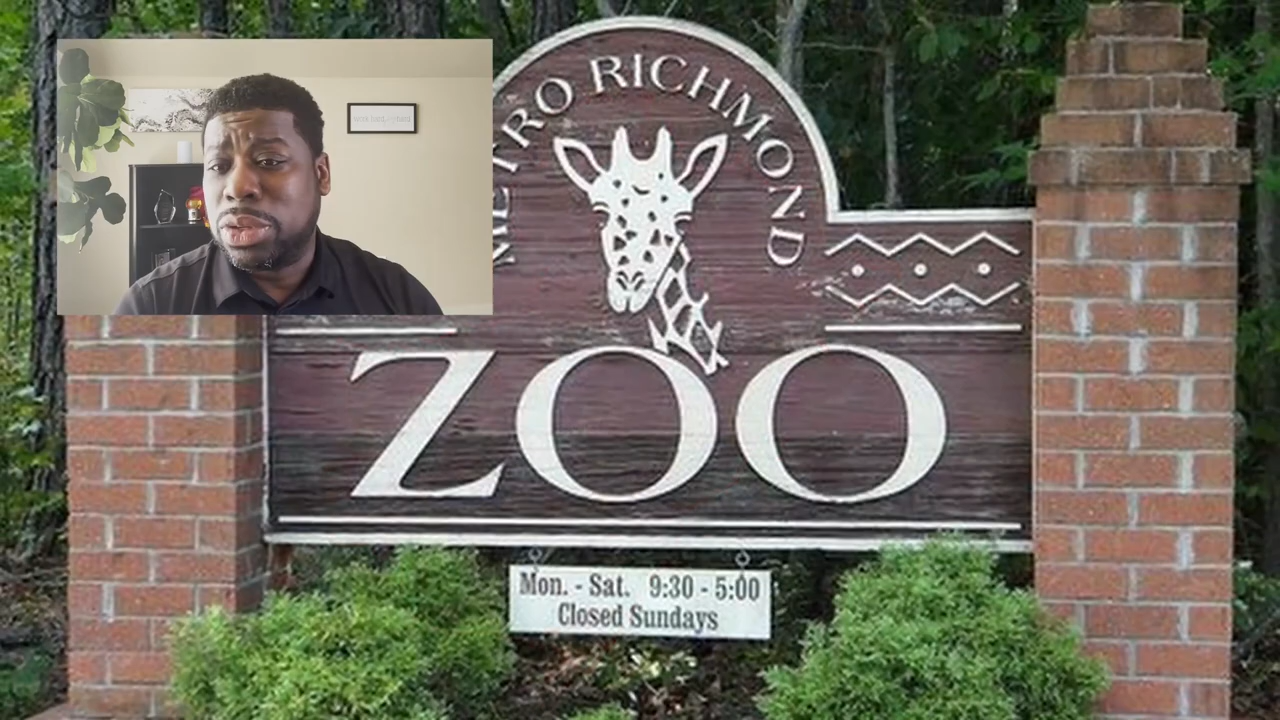 METRO RICHMOND
ZOO
Mon. - Sat. 9:30 - 5:00
Closed Sundays